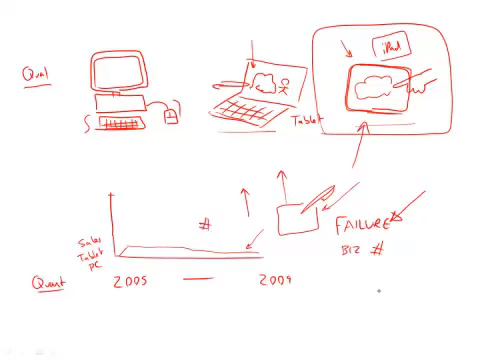 iPad
Qual
Tablet
#
FAILURE
BIZ #
Sales
Tablet
PC
Quant 2005 — 2009